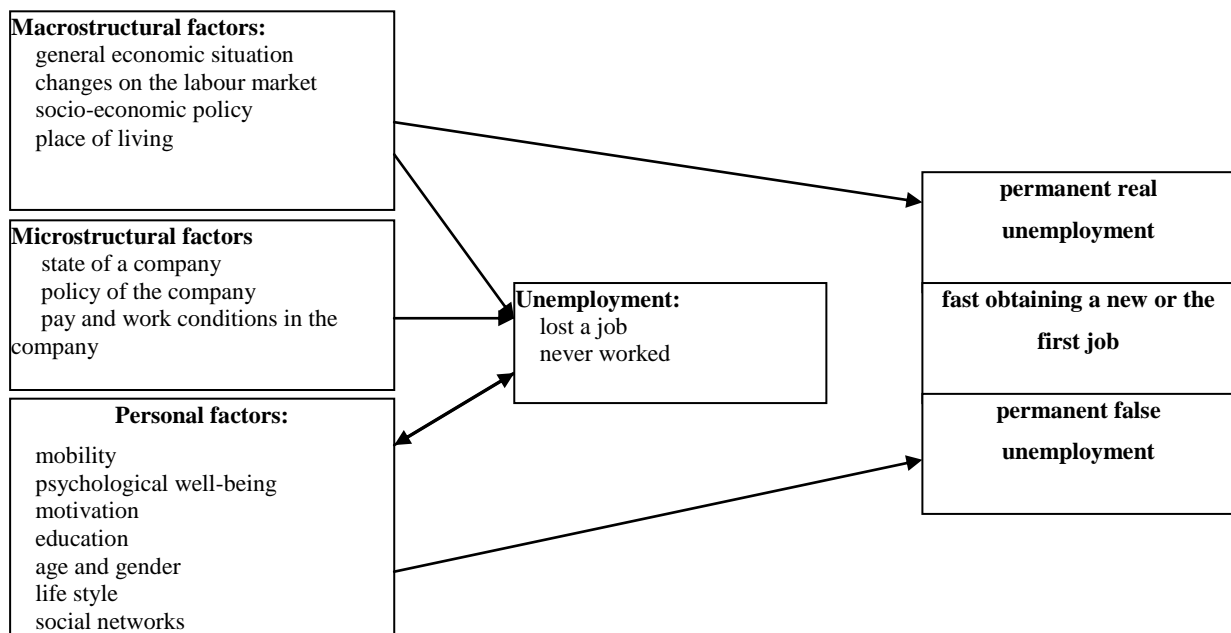 Macrostructural factors:
general economic situation
changes on the labour market
socio-economic policy
place of living
Microstructural factors
state of a company
policy of the company
pay and work conditions in the
company
Personal factors:
mobility
psychological well-being
motivation
education
age and gender
life style
social networks
Unemployment:
lost a job
never worked
permanent real
unemployment
fast obtaining a new or the
first job
permanent false
unemployment